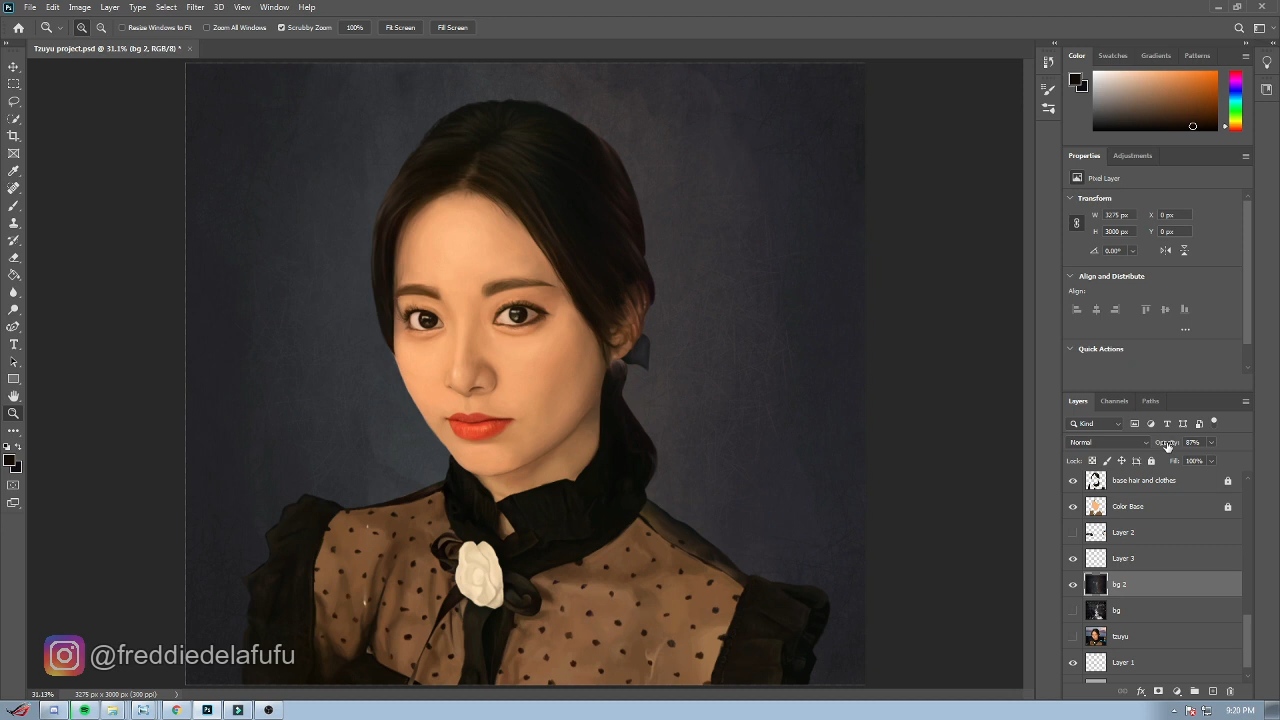 File Edit Image Layer Type Select Filter 3D View Window Help
Resize Windows to Fit Zoom All Windows Scrubby Zoom 100% Fit Screen Fill Screen
Tzuyu project.psd @ 31.1% (bg 2, RGB/8) *
Color Swatches Gradients Patterns
Properties Adjustments
Pixel Layer
Transform
W 3275 px X 0 px
H 3000 px Y 0 px
0.00°
Align and Distribute
Align:
Quick Actions
Layers Channels Paths
Kind
Normal Opacity: 87%
Lock: Fill: 100%
base hair and clothes
Color Base
Layer 2
Layer 3
bg 2
bg
tzuyu
Layer 1
@freddiedelafufu
31.13% 3275 px x 3000 px (300 ppi)
9:20 PM